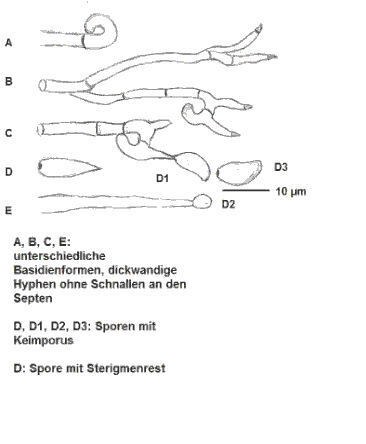 A
B
C
D
D1
D3
10 µm
E
D2
A, B, C, E:
unterschiedliche
Basidienformen, dickwandige
Hyphen ohne Schnallen an den
Septen
D, D1, D2, D3: Sporen mit
Keimporus
D: Spore mit Sterigmenrest